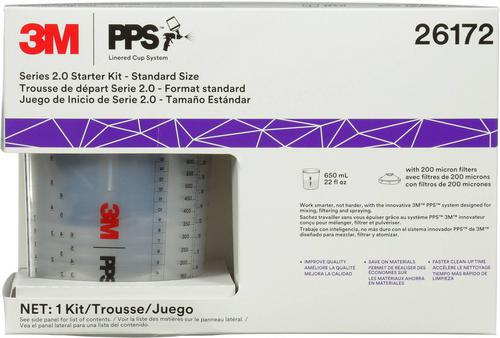 3M PPS™ 26172
Lined Cup System
Series 2.0 Starter Kit - Standard Size
Trousse de départ Serie 2.0 - Format standard
Juego de Inicio de Serie 2.0 - Tamaño Estándar
650 mL
22 fl oz
with 200 micron filters
avec filtres de 200 microns
con filtros de 200 micrones
Work smarter, not harder, with the innovative 3M™ PPS™ system designed for
mixing, filtering and spraying.
Sachez travailler sans vous épuiser grâce au système PPS™ 3M™ innovateur
conçu pour mélanger, filtrer et pulvériser.
Trabaja con inteligencia, no más duro con el sistema innovador PPS™ de 3M™
diseñado para mezclar, filtrar y atomizar.
3M
PPS
• IMPROVE QUALITY
AMÉLIORE LA QUALITÉ
MEJORA LA CALIDAD
• SAVE ON MATERIALS
PERMET DE RÉALISER DES
ÉCONOMIES SUR
LES MATÉRIAUX AHORRA
EN MATERIALES
• FASTER CLEAN-UP TIME
ACCÉLÈRE LE NETTOYAGE
TIEMPO MÁS RÁPIDO DE
LIMPIEZA
NET: 1 Kit/Trousse/Juego
See side panel for list of contents. / Voir la liste des matières sur le panneau latéral. /
Vea el panel lateral para una lista del contenido.